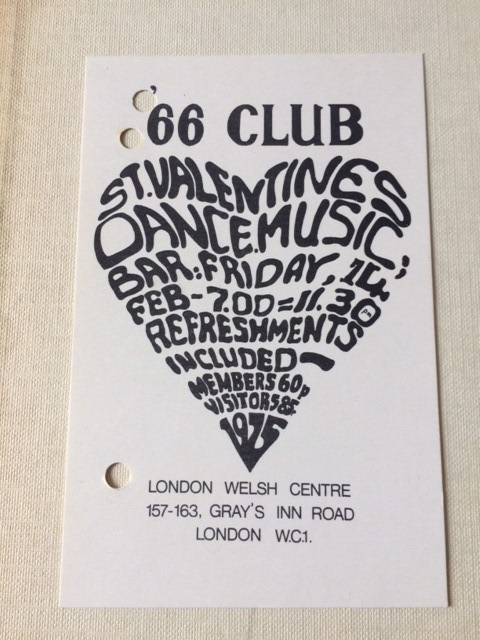 '66 CLUB
ST.VALENTINES
DANCE.MUSIC,
BAR: FRIDAY, 14
FEB - 7.00 = 11.30 PM
REFRESHMENTS
INCLUDED —
MEMBERS 60p
VISITORS
1975
LONDON WELSH CENTRE
157-163, GRAY'S INN ROAD
LONDON W.C.1.